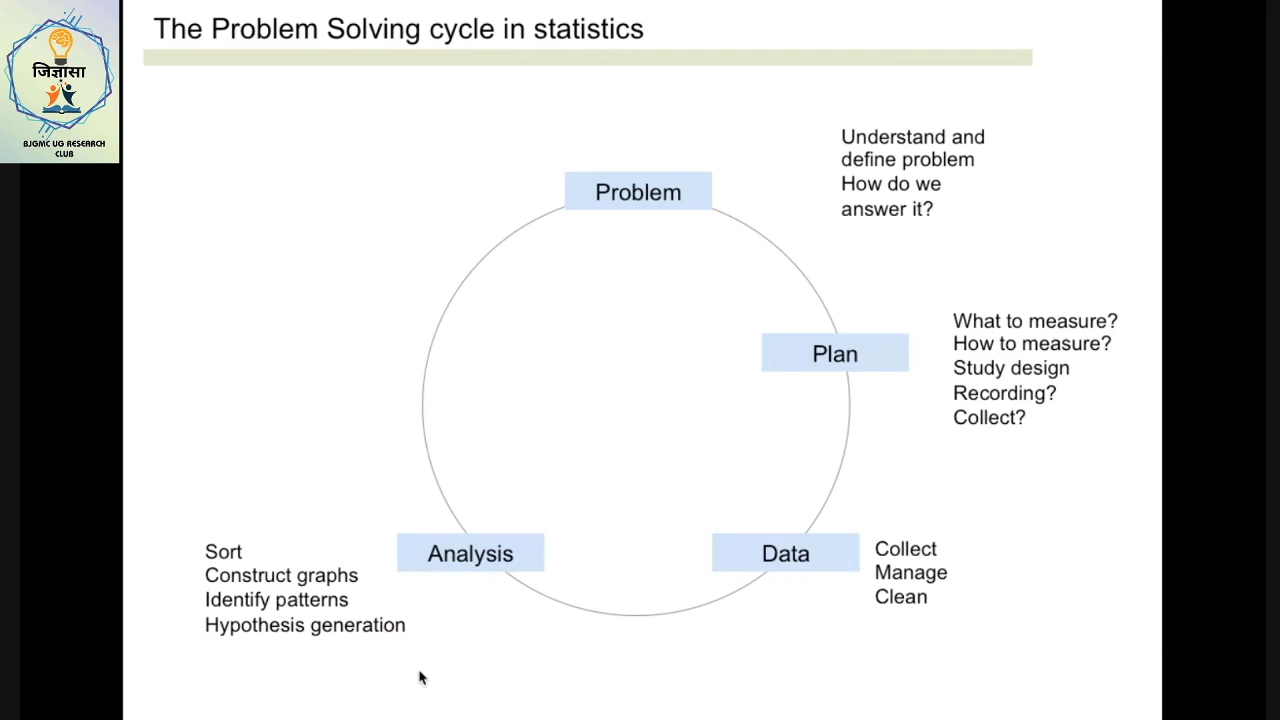 The Problem Solving cycle in statistics
जिज्ञासा
BJGMC UG RESEARCH
CLUB
Problem
Understand and
define problem
How do we
answer it?
Plan
What to measure?
How to measure?
Study design
Recording?
Collect?
Data
Collect
Manage
Clean
Analysis
Sort
Construct graphs
Identify patterns
Hypothesis generation